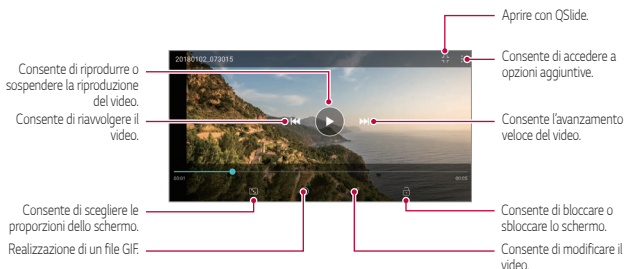 Aprire con QSlide.
20180102_073015
Consente di accedere a
opzioni aggiuntive.
Consente di riprodurre o
sospendere la riproduzione
del video.
Consente di riavvolgere il
video.
Consente l'avanzamento
veloce del video.
00:01
00:05
Consente di scegliere le
proporzioni dello schermo.
Consente di bloccare o
sbloccare lo schermo.
Realizzazione di un file GIF.
Consente di modificare il
video.